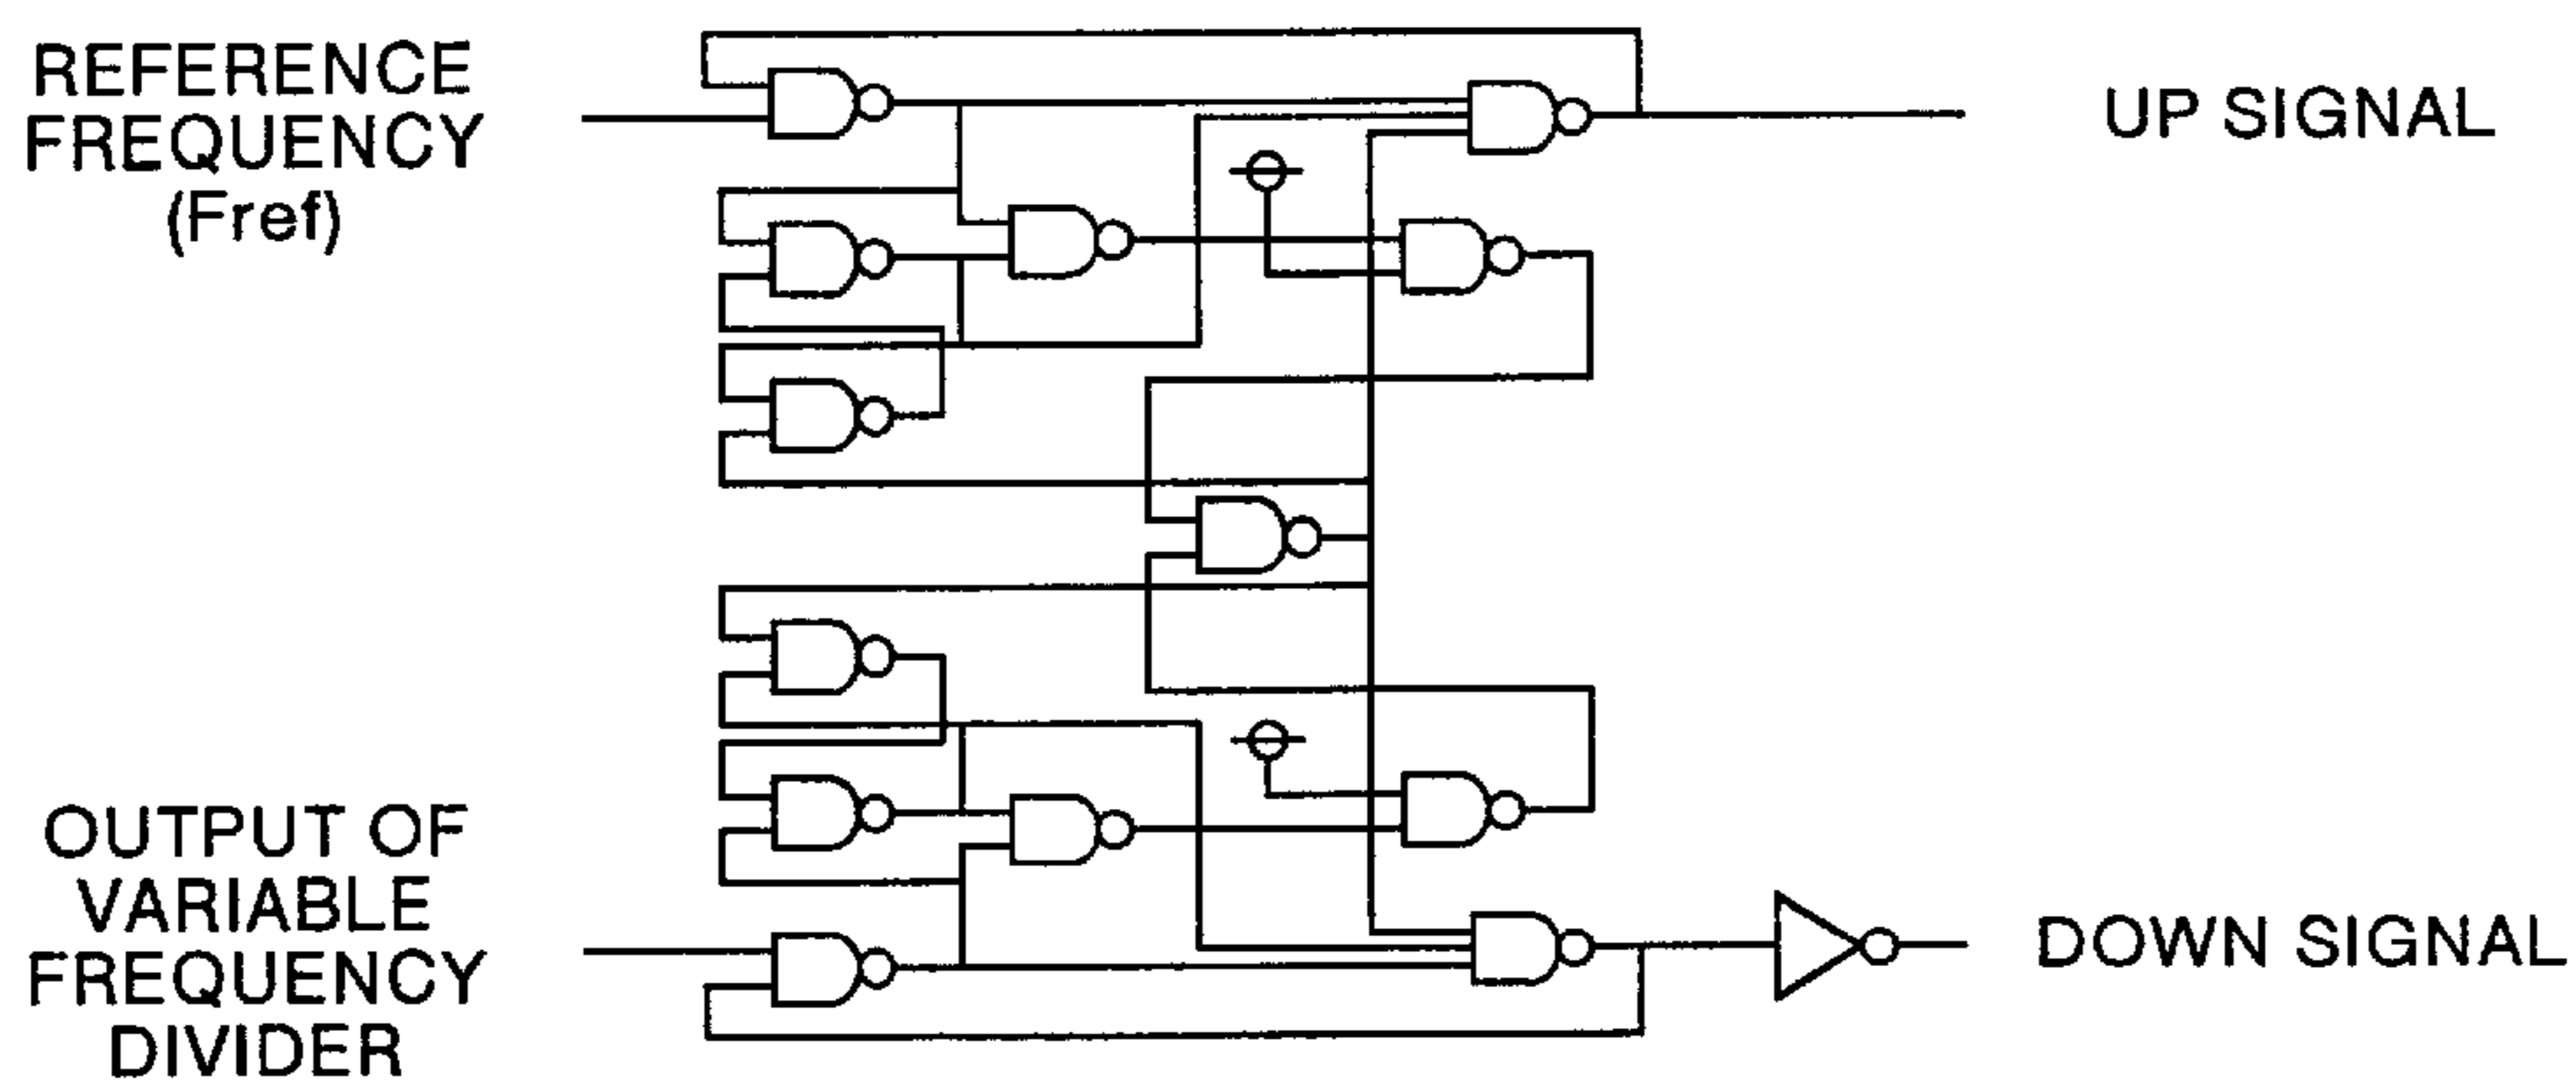 REFERENCE
FREQUENCY
(Fref)
UP SIGNAL
OUTPUT OF
VARIABLE
FREQUENCY
DIVIDER
DOWN SIGNAL